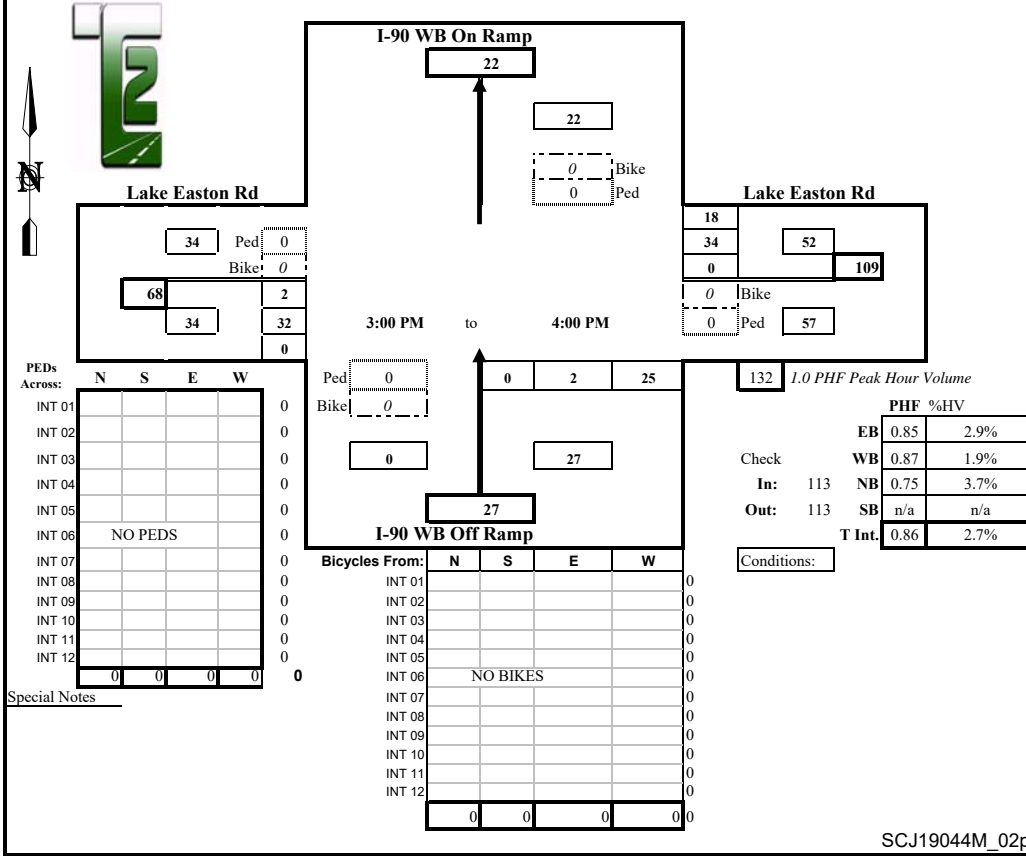 T2
I-90 WB On Ramp
22
22
0 Bike
0 Ped
N
Lake Easton Rd
Lake Easton Rd
18
34 Ped 0 34 52
Bike 0 0 109
68 2 0 Bike
34 32 3:00 PM to 4:00 PM 0 Ped 57
0
PEDs
Across: N S E W
Ped 0 0 2 25 132 1.0 PHF Peak Hour Volume
Bike 0
PHF %HV
INT 01 0
INT 02 0
INT 03 0
INT 04 0
INT 05 0
INT 06 NO PEDS 0
INT 07 0
INT 08 0
INT 09 0
INT 10 0
INT 11 0
INT 12 0
0 0 0 0 0
Special Notes
0 27
27
I-90 WB Off Ramp
EB 0.85 2.9%
Check WB 0.87 1.9%
In: 113 NB 0.75 3.7%
Out: 113 SB n/a n/a
T Int. 0.86 2.7%
Conditions:
Bicycles From: N S E W
INT 01 0
INT 02 0
INT 03 0
INT 04 0
INT 05 0
INT 06 NO BIKES 0
INT 07 0
INT 08 0
INT 09 0
INT 10 0
INT 11 0
INT 12 0
0 0 0 0 0
SCJ19044M_02p